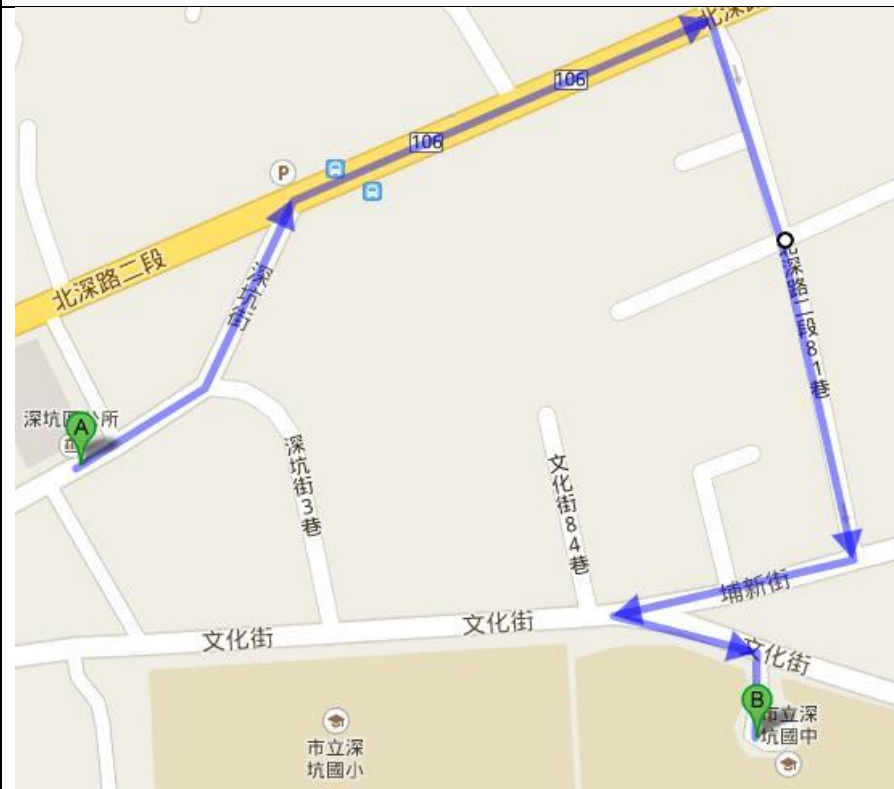 北深路
106
106
P
北深路二段
深坑街
深坑區公所
A
深路二段81巷
深坑街3巷
文化街84巷
埔新街
文化街
文化街
文化街
B
市立深
坑國中
市立深
坑國小